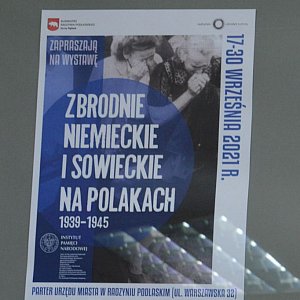 ZAPRASZAJĄ
NA WYSTAWĘ
ZBRODNIE
NIEMIECKIE
I SOWIECKIE
NA POLAKACH
1939-1945
17-30 WRZEŚNIA 2021 R.
INSTYTUT
PAMIĘCI
NARODOWEJ
PARTER URZĘDU MIASTA W RADZYNIU PODLASKIM (UL. WARSZAWSKA 32)